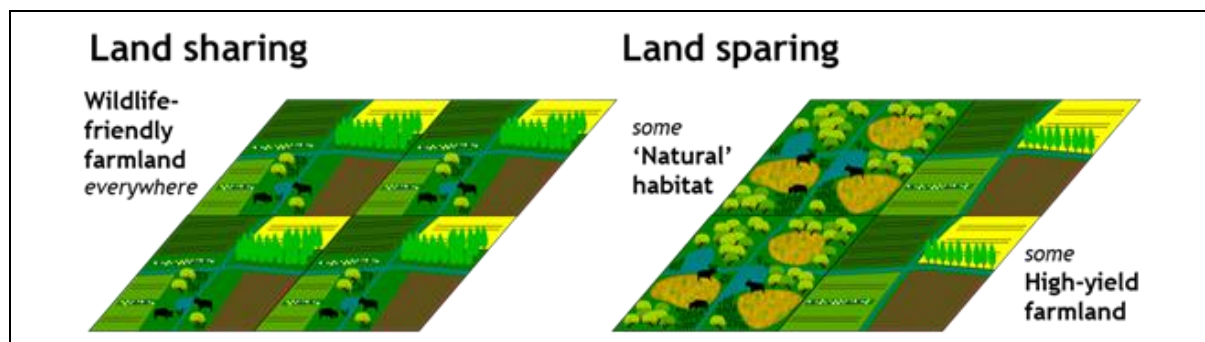 Land sharing
Wildlife-
friendly
farmland
everywhere
Land sparing
some
‘Natural’
habitat
some
High-yield
farmland